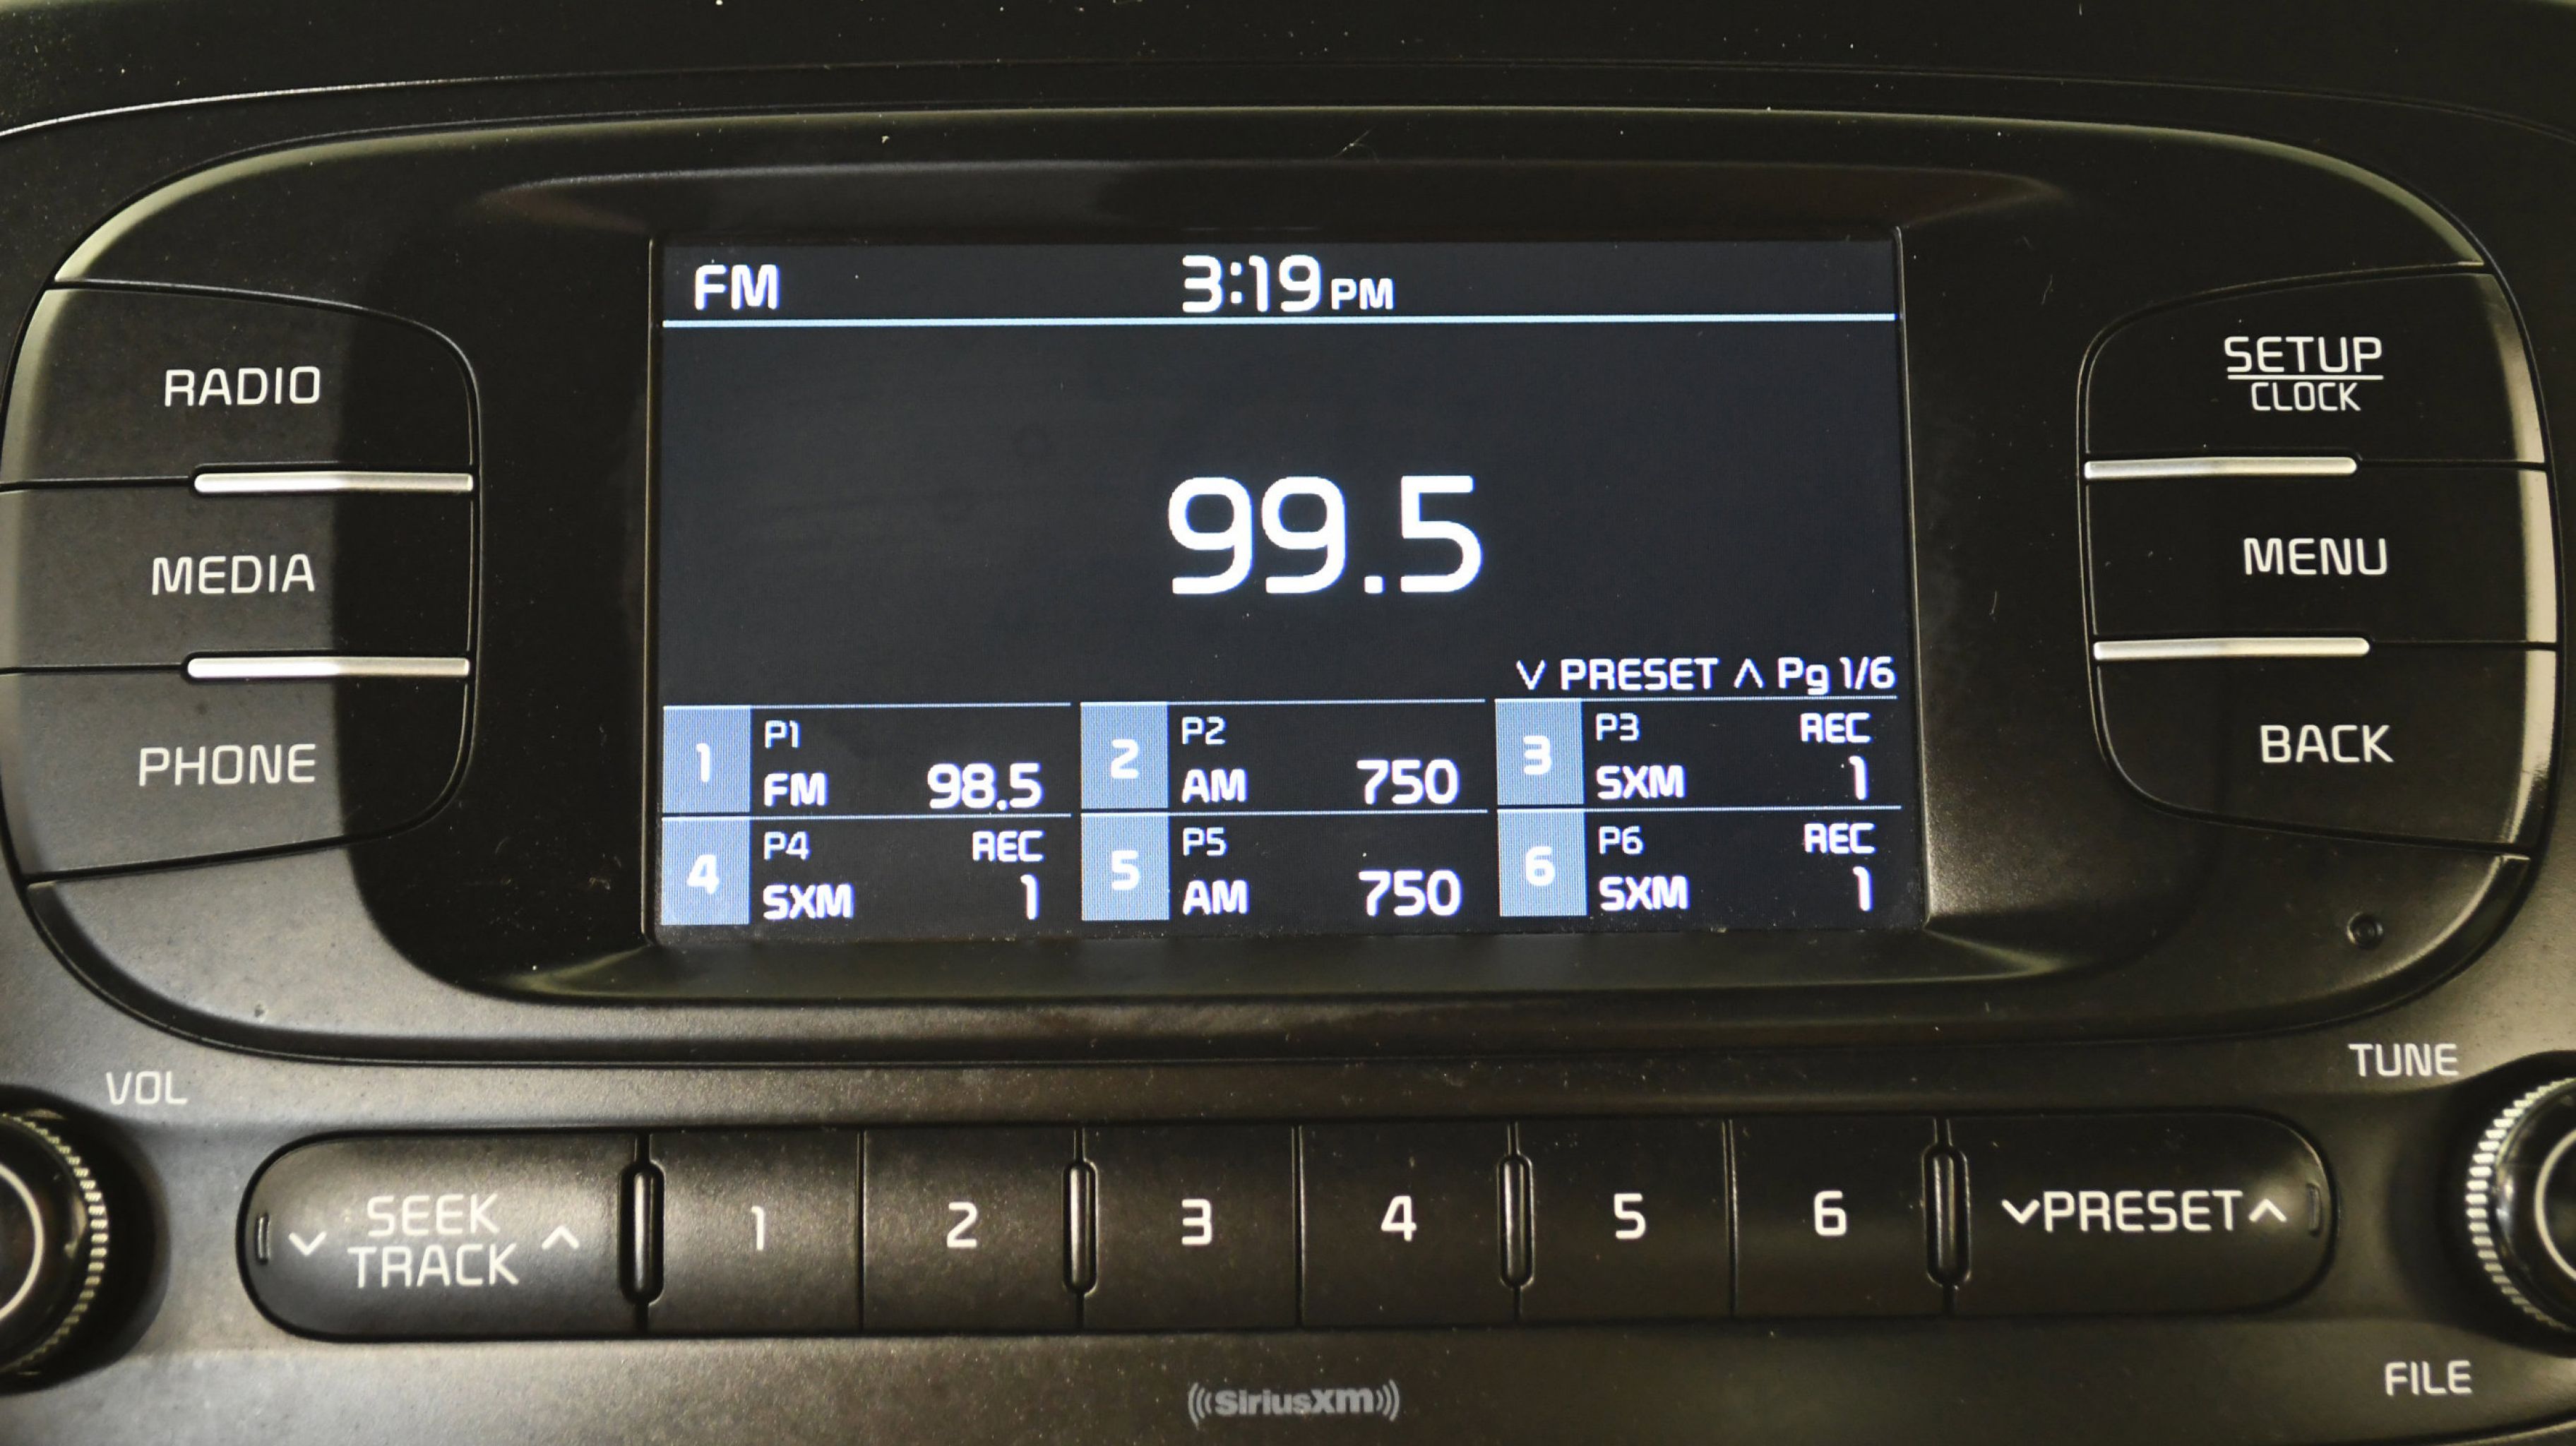 FM 3:19 PM
RADIO
SETUP
CLOCK
99.5
MEDIA
MENU
∨ PRESET ∧ Pg 1/6
PHONE
BACK
1 P1 FM 98.5
2 P2 AM 750
3 P3 REC SXM 1
4 P4 REC SXM 1
5 P5 AM 750
6 P6 REC SXM 1
VOL
TUNE
∨ SEEK ∧
TRACK
1 2 3 4 5 6
∨PRESET∧
FILE
(((SiriusXM)))